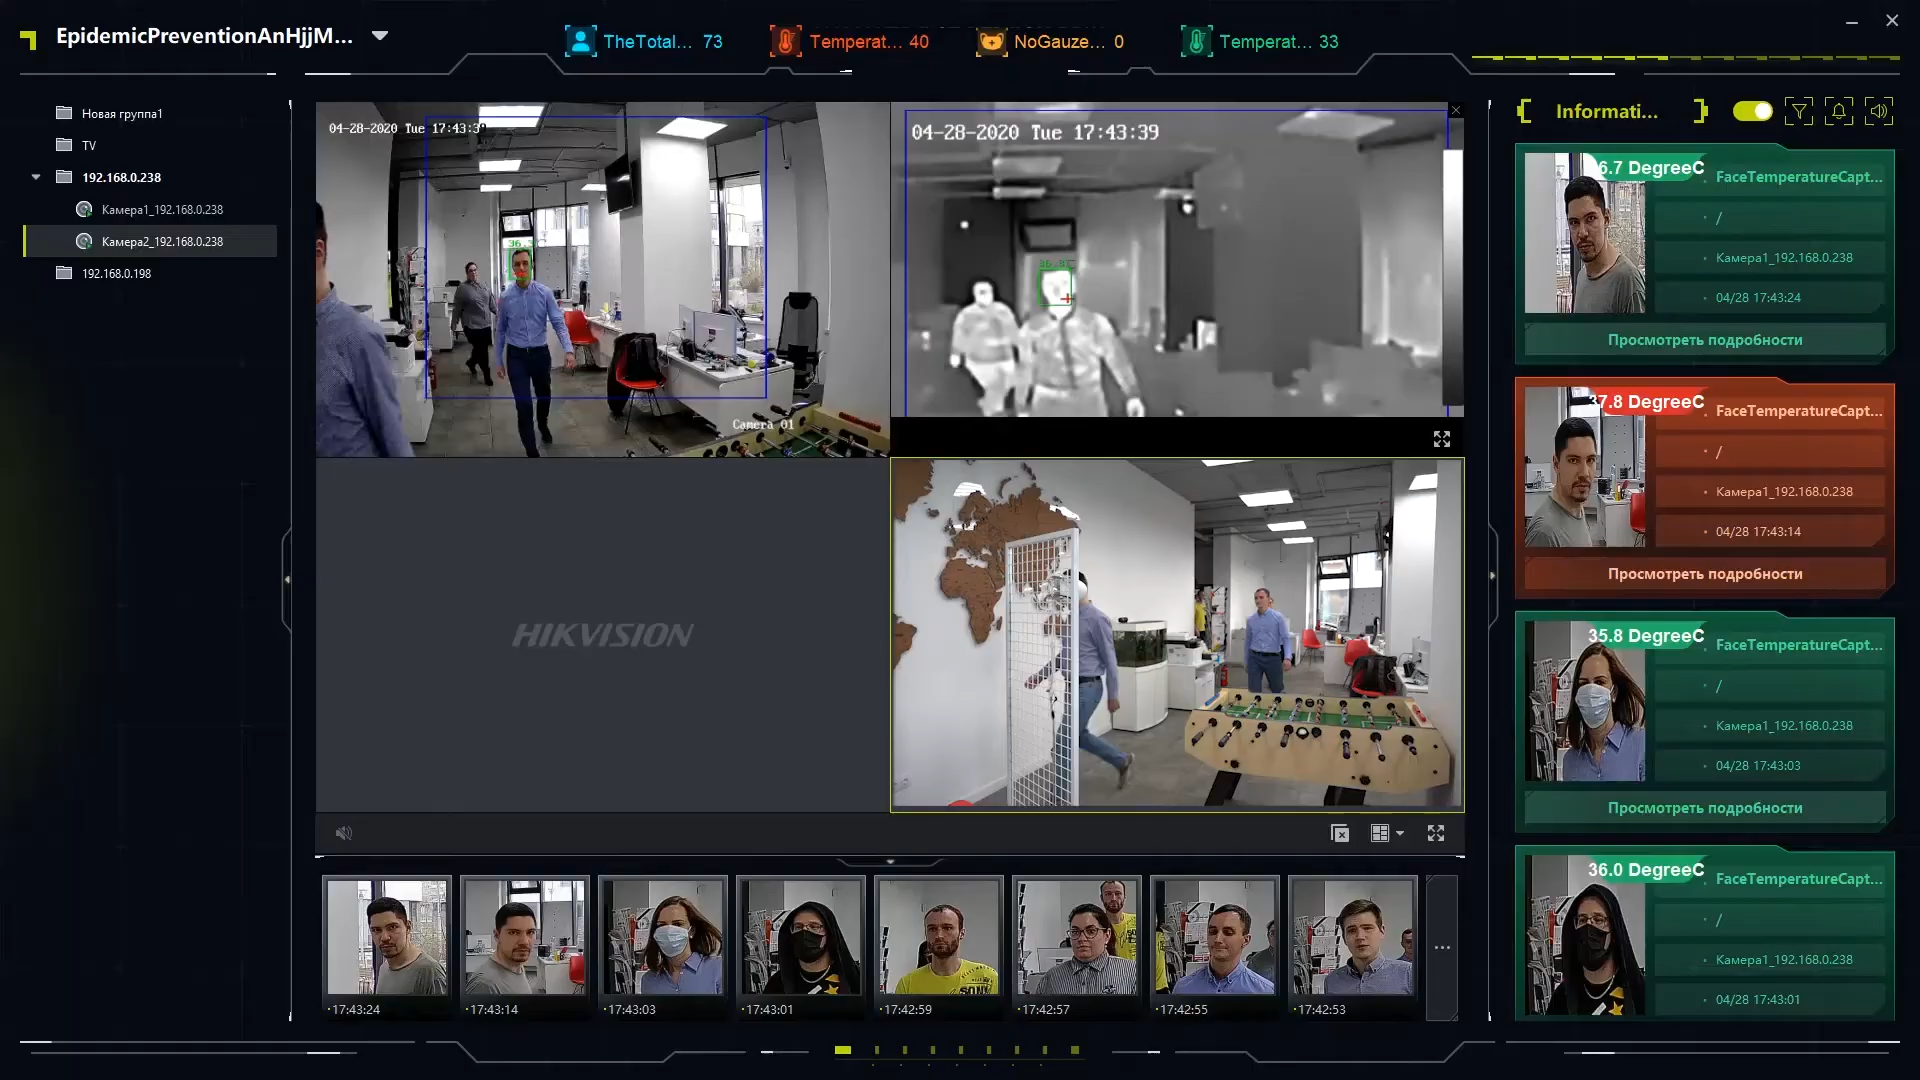 EpidemicPreventionAnHjjM...
TheTotal... 73
Temperat... 40
NoGauze... 0
Temperat... 33
Новая группа1
TV
192.168.0.238
Камера1_192.168.0.238
Камера2_192.168.0.238
192.168.0.198
04-28-2020 Tue 17:43:39
Camera 01
04-28-2020 Tue 17:43:39
HIKVISION
17:43:24
17:43:14
17:43:03
17:43:01
17:42:59
17:42:57
17:42:55
17:42:53
...
Informati...
6.7 DegreeC
FaceTemperatureCapt...
/
Камера1_192.168.0.238
04/28 17:43:24
Просмотреть подробности
37.8 DegreeC
FaceTemperatureCapt...
/
Камера1_192.168.0.238
04/28 17:43:14
Просмотреть подробности
35.8 DegreeC
FaceTemperatureCapt...
/
Камера1_192.168.0.238
04/28 17:43:03
Просмотреть подробности
36.0 DegreeC
FaceTemperatureCapt...
/
Камера1_192.168.0.238
04/28 17:43:01